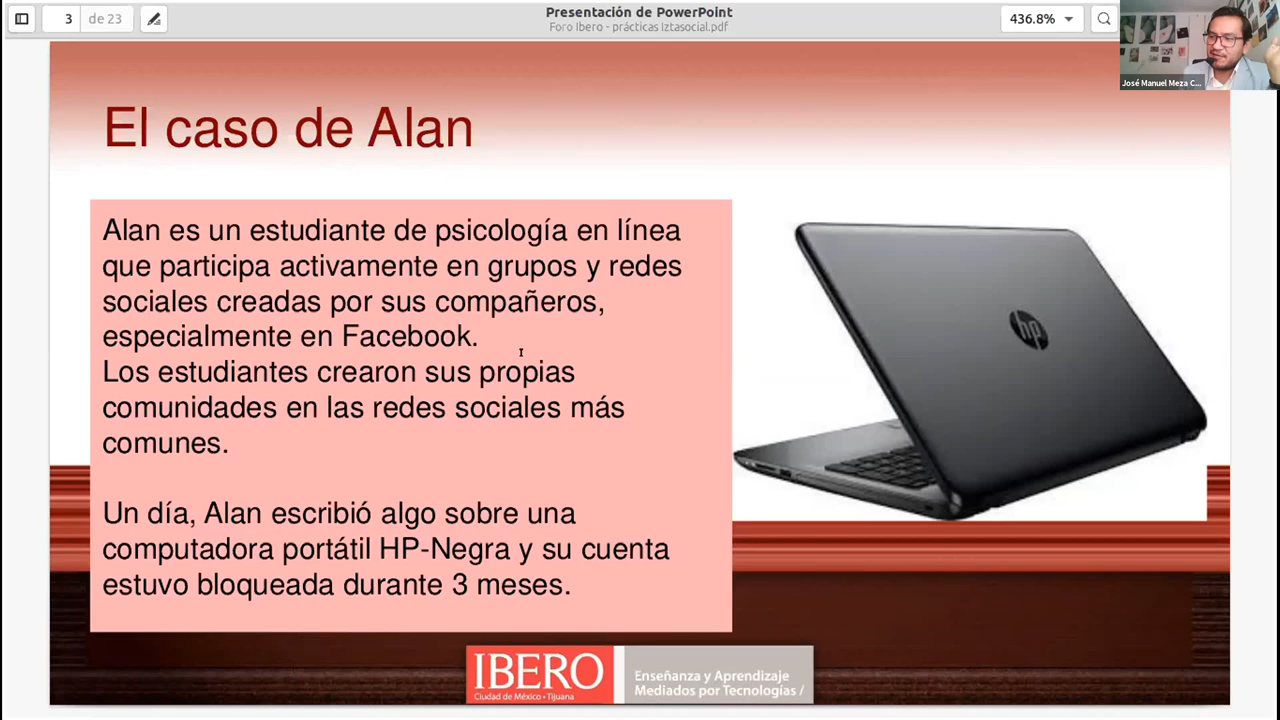 Presentación de PowerPoint
3 de 23
Foro Ibero - prácticas Iztasocial.pdf
436.8%
José Manuel Meza C...
El caso de Alan
Alan es un estudiante de psicología en línea
que participa activamente en grupos y redes
sociales creadas por sus compañeros,
especialmente en Facebook.
Los estudiantes crearon sus propias
comunidades en las redes sociales más
comunes.
Un día, Alan escribió algo sobre una
computadora portátil HP-Negra y su cuenta
estuvo bloqueada durante 3 meses.
hp
IBERO
Ciudad de México • Tijuana
Enseñanza y Aprendizaje
Mediados por Tecnologías /